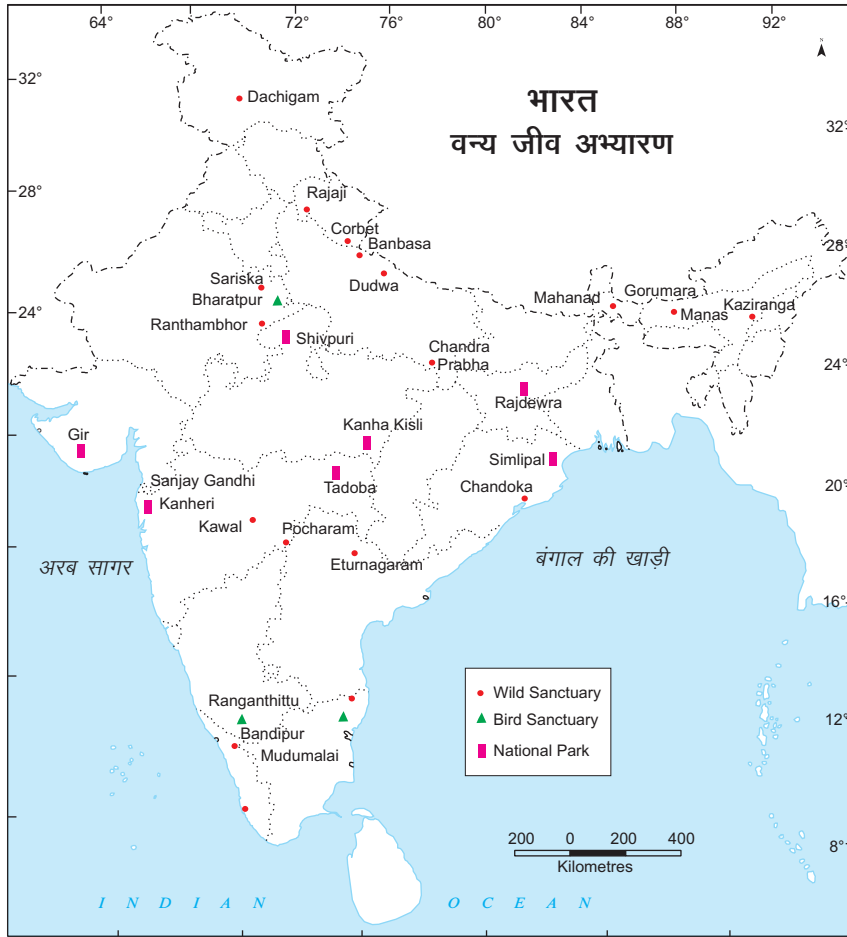 64°
72°
76°
80°
84°
88°
92°
N
32°
Dachigam
भारत
वन्य जीव अभ्यारण
32°
28°
Rajaji
Corbet
Banbasa
28°
Dudwa
Sariska
Bharatpur
Mahanad
Gorumara
Manas
Kaziranga
24°
Ranthambhor
Shivpuri
Chandra
Prabha
24°
Rajdewra
Kanha Kisli
Gir
Simlipal
Sanjay Gandhi
Tadoba
Chandoka
20°
Kanheri
Kawal
Pocharam
Eturnagaram
अरब सागर
बंगाल की खाड़ी
16°
Ranganthittu
Wild Sanctuary
Bird Sanctuary
National Park
12°
Bandipur
Mudumalai
200 0 200 400
Kilometres
8°
INDIAN OCEAN